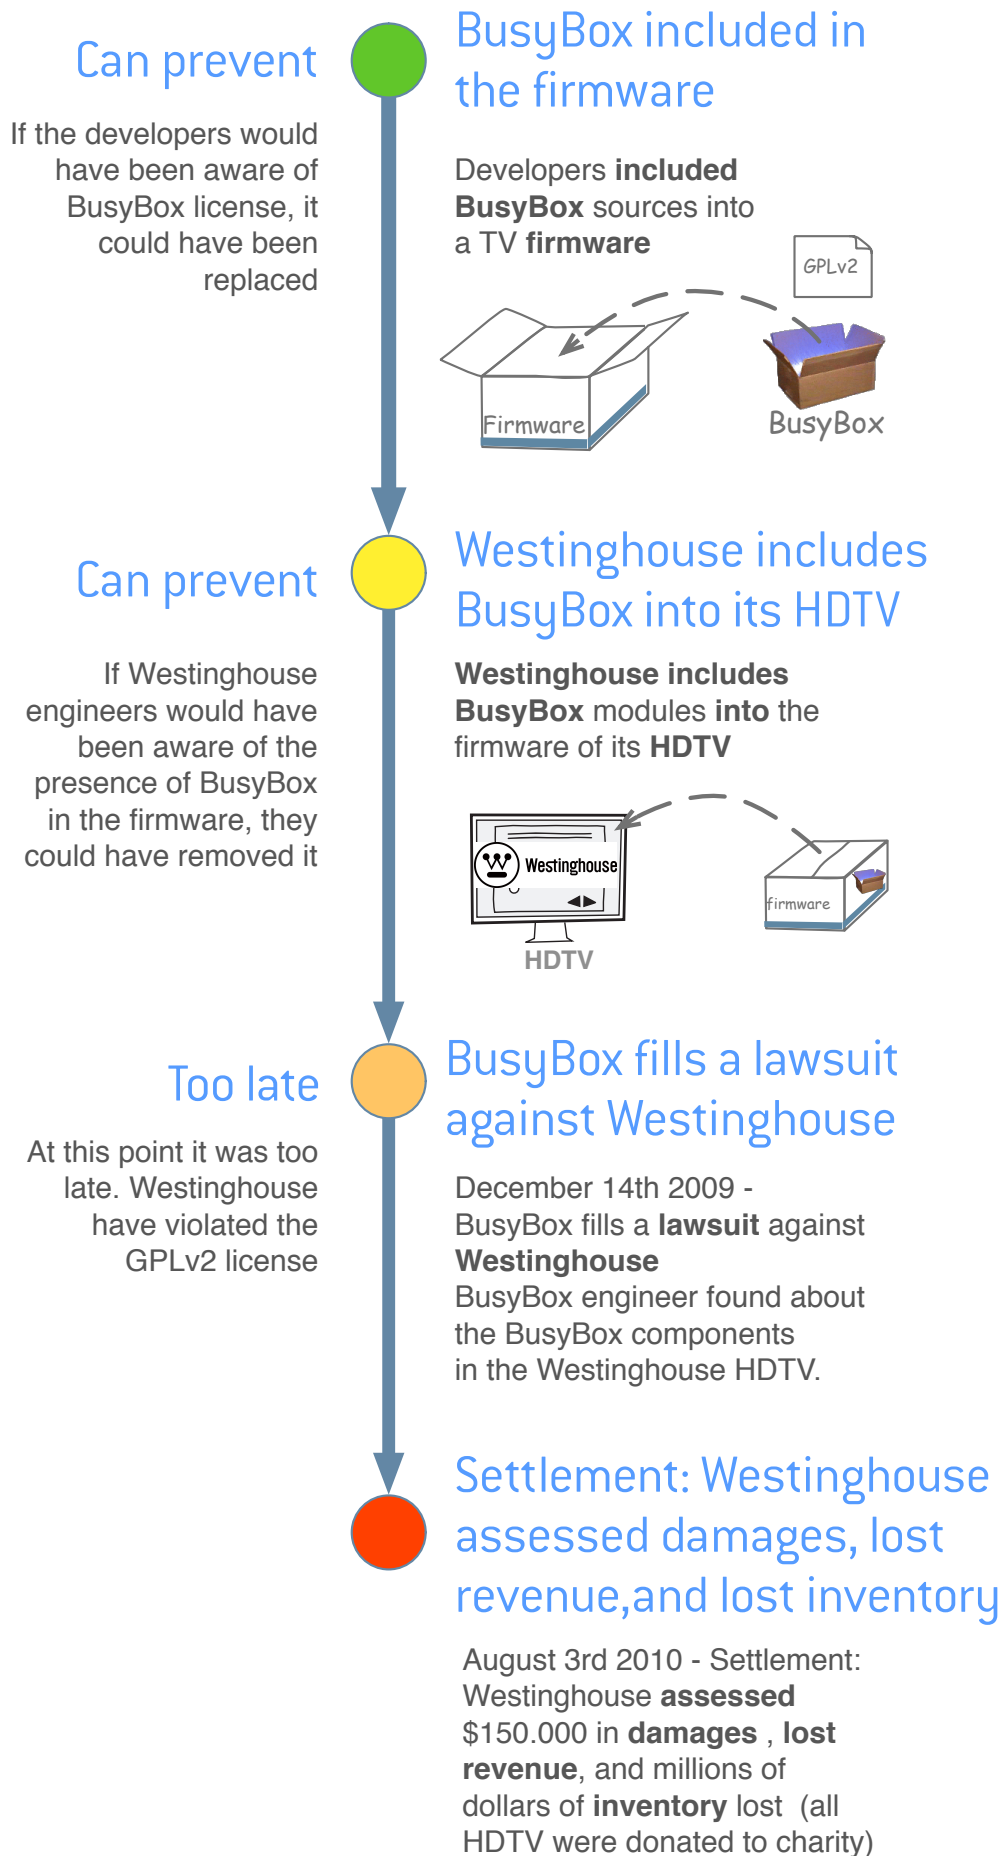 Can prevent
If the developers would
have been aware of
BusyBox license, it
could have been
replaced
BusyBox included in
the firmware
Developers included
BusyBox sources into
a TV firmware
GPLv2
Firmware
BusyBox
Can prevent
If Westinghouse
engineers would have
been aware of the
presence of BusyBox
in the firmware, they
could have removed it
Westinghouse includes
BusyBox into its HDTV
Westinghouse includes
BusyBox modules into the
firmware of its HDTV
Westinghouse
HDTV
firmware
Too late
At this point it was too
late. Westinghouse
have violated the
GPLv2 license
BusyBox fills a lawsuit
against Westinghouse
December 14th 2009 -
BusyBox fills a lawsuit against
Westinghouse
BusyBox engineer found about
the BusyBox components
in the Westinghouse HDTV.
Settlement: Westinghouse
assessed damages, lost
revenue,and lost inventory
August 3rd 2010 - Settlement:
Westinghouse assessed
$150.000 in damages , lost
revenue, and millions of
dollars of inventory lost (all
HDTV were donated to charity)